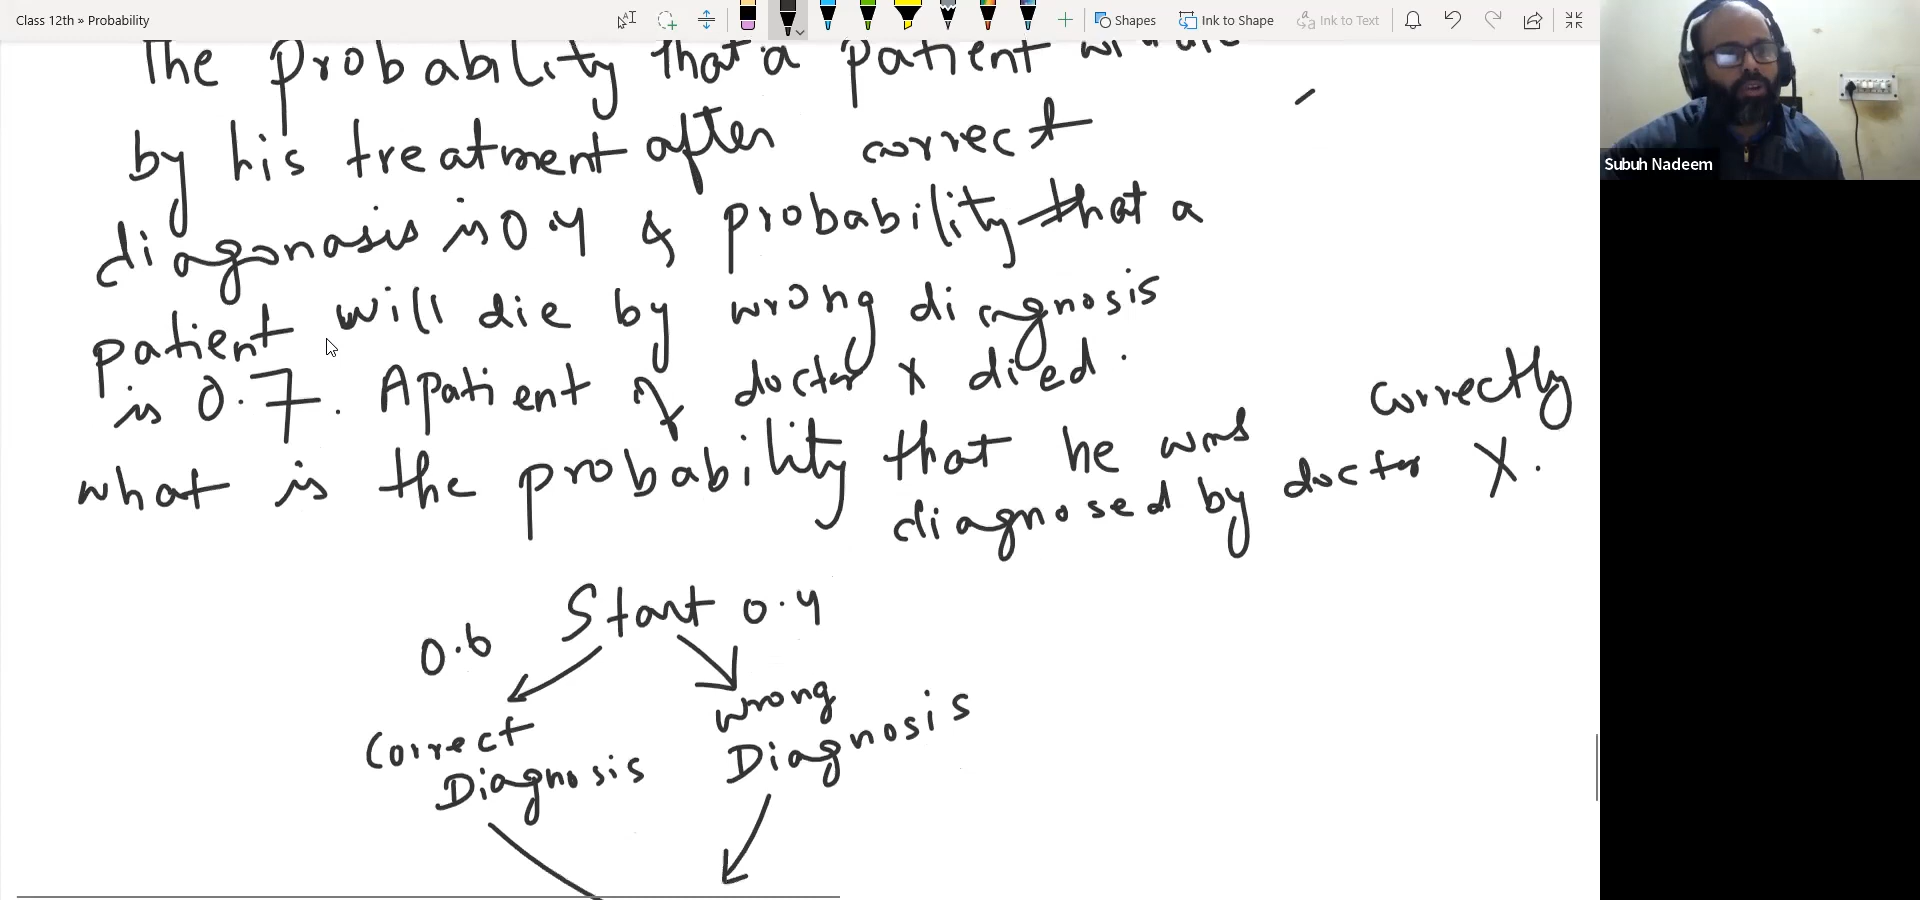 Class 12th » Probability
Shapes
Ink to Shape
Ink to Text
The probability that a patient
by his treatment after correct
diagonasis is 0.4 & probability that a
patient will die by wrong diagnosis
is 0.7. A patient of doctor X died.
what is the probability that he was correctly
diagnosed by doctor X.
Start
0.6 0.4
Correct
Diagnosis
Wrong
Diagnosis
Subuh Nadeem